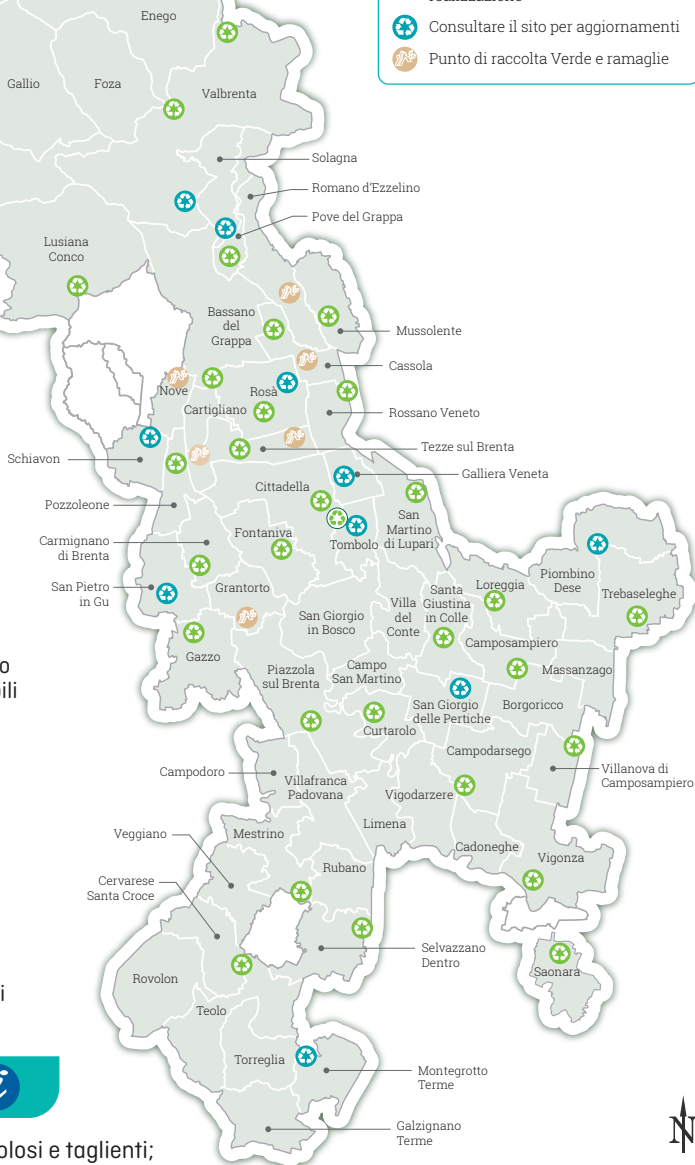 Enego
Gallio
Foza
Valbrenta
Consultare il sito per aggiornamenti
Punto di raccolta Verde e ramaglie
Solagna
Romano d'Ezzelino
Pove del Grappa
Lusiana
Conco
Bassano
del
Grappa
Mussolente
Cassola
Nove
Rosà
Cartigliano
Rossano Veneto
Schiavon
Tezze sul Brenta
Galliera Veneta
Cittadella
Pozzoleone
San
Martino
di Lupari
Carmignano
di Brenta
Fontaniva
Tombolo
San Pietro
in Gu
Grantorto
San Giorgio
in Bosco
Villa
del
Conte
Santa
Giustina
in Colle
Loreggia
Piombino
Dese
Trebaseleghe
Gazzo
Camposampiero
Massanzago
Piazzola
sul Brenta
Campo
San Martino
San Giorgio
delle Pertiche
Borgoricco
Curtarolo
Campodarsego
Campodoro
Villafranca
Padovana
Vigodarzere
Villanova di
Camposampiero
Limena
Veggiano
Mestrino
Cadoneghe
Vigonza
Rubano
Cervarese
Santa Croce
Selvazzano
Dentro
Saonara
Rovolon
Teolo
Torreglia
Montegrotto
Terme
Galzignano
Terme
o
bili
i
i
olosi e taglienti;
N